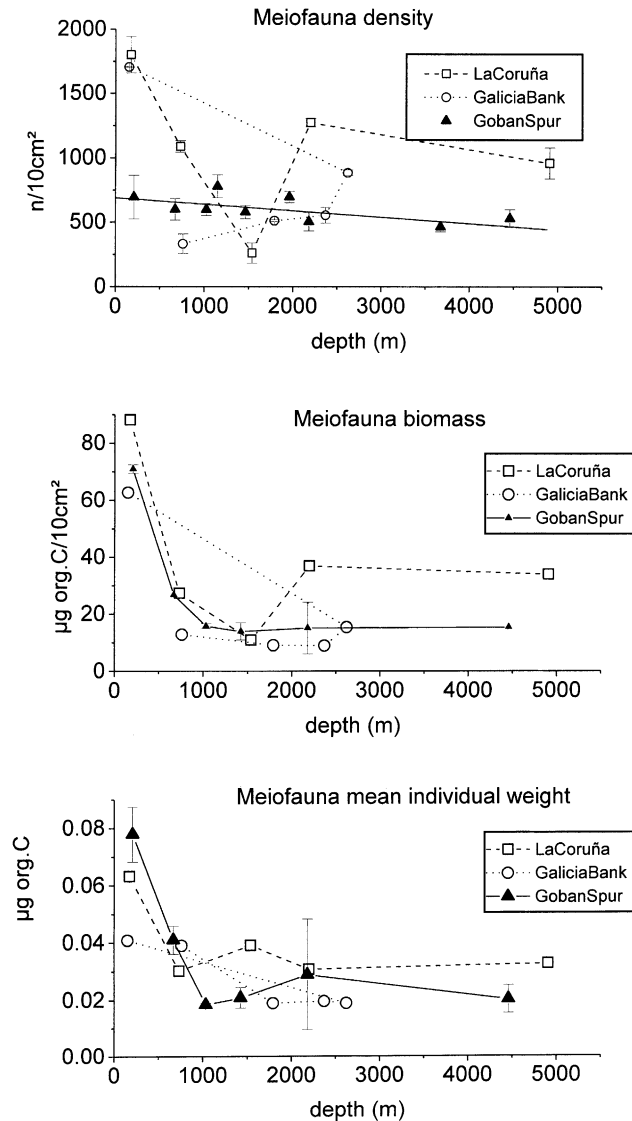 Meiofauna density
2000
1500
1000
500
0
n/10cm²
LaCoruña
GaliciaBank
GobanSpur
0 1000 2000 3000 4000 5000
depth (m)
Meiofauna biomass
80
60
40
20
0
µg org.C/10cm²
LaCoruña
GaliciaBank
GobanSpur
0 1000 2000 3000 4000 5000
depth (m)
Meiofauna mean individual weight
0.08
0.06
0.04
0.02
0.00
µg org.C
LaCoruña
GaliciaBank
GobanSpur
0 1000 2000 3000 4000 5000
depth (m)